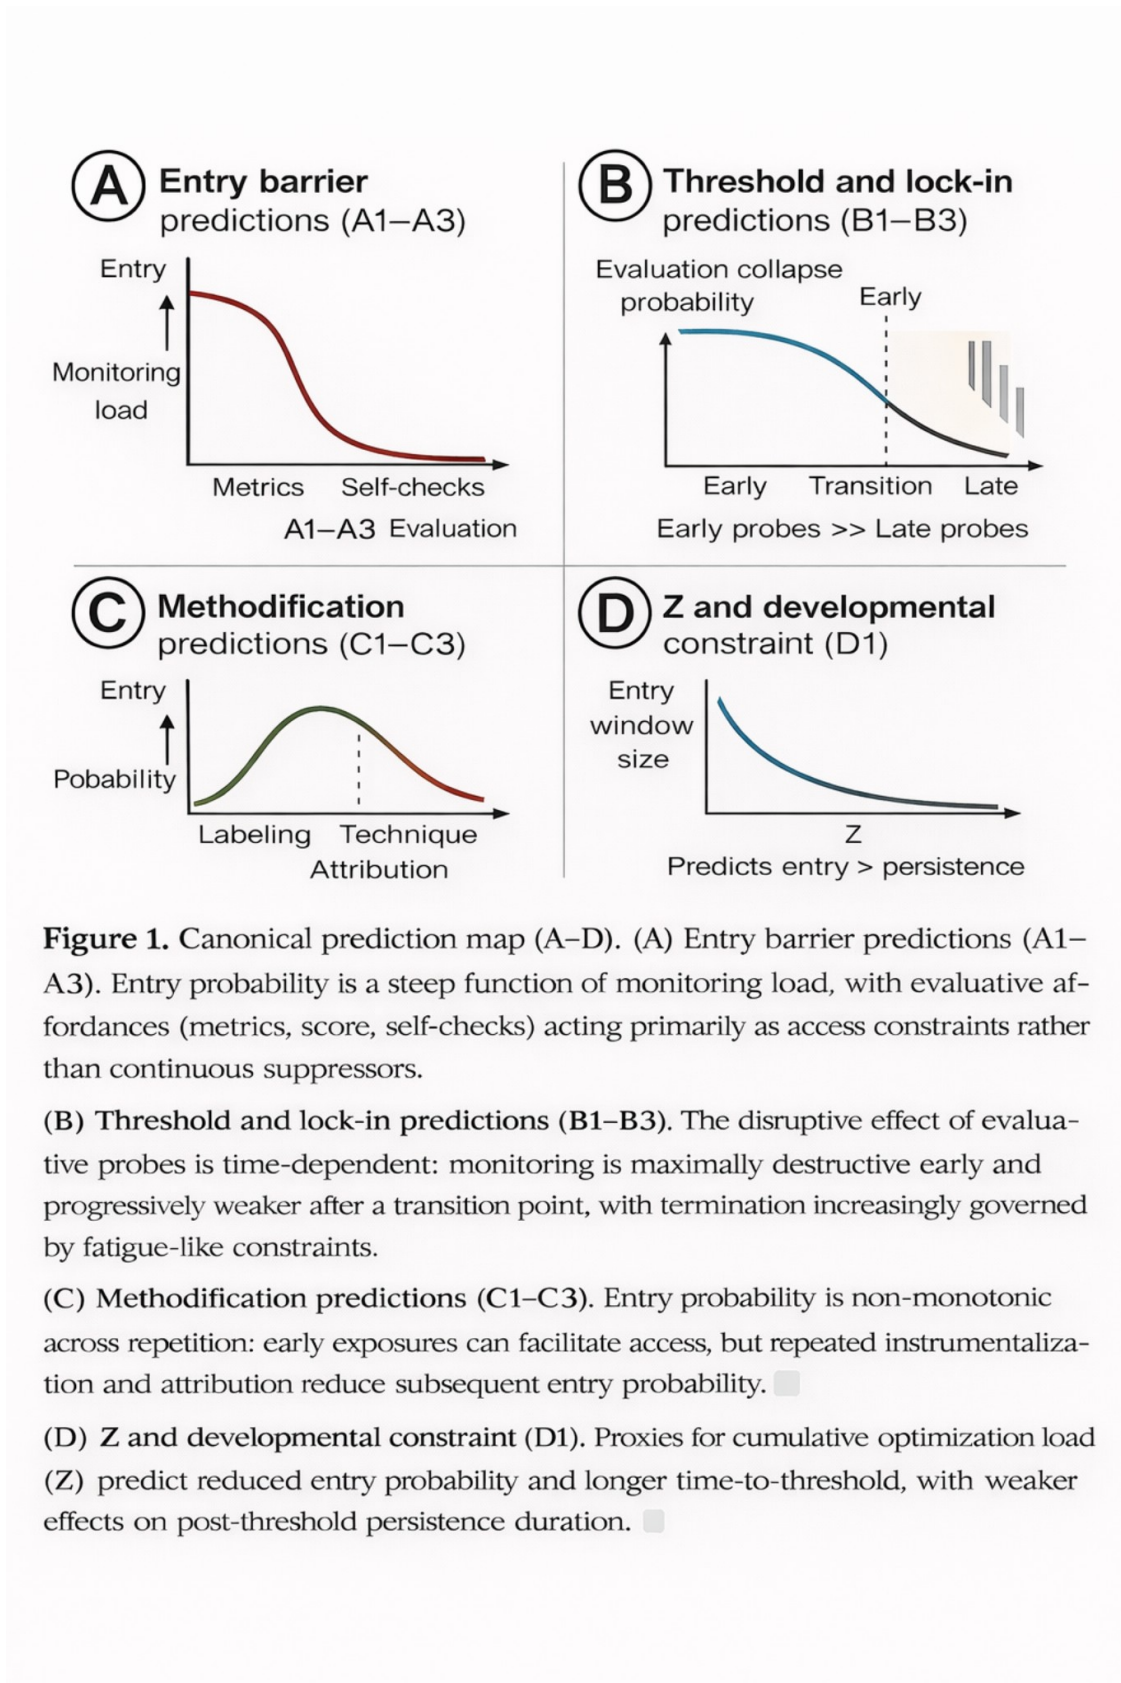 A Entry barrier
predictions (A1–A3)
Entry
Monitoring
load
Metrics Self-checks
A1–A3 Evaluation
B Threshold and lock-in
predictions (B1–B3)
Evaluation collapse
probability
Early
Early Transition Late
Early probes >> Late probes
C Methodification
predictions (C1–C3)
Entry
Pobability
Labeling Technique
Attribution
D Z and developmental
constraint (D1)
Entry
window
size
Z
Predicts entry > persistence
Figure 1. Canonical prediction map (A–D). (A) Entry barrier predictions (A1–
A3). Entry probability is a steep function of monitoring load, with evaluative af-
fordances (metrics, score, self-checks) acting primarily as access constraints rather
than continuous suppressors.
(B) Threshold and lock-in predictions (B1–B3). The disruptive effect of evalua-
tive probes is time-dependent: monitoring is maximally destructive early and
progressively weaker after a transition point, with termination increasingly governed
by fatigue-like constraints.
(C) Methodification predictions (C1–C3). Entry probability is non-monotonic
across repetition: early exposures can facilitate access, but repeated instrumentaliza-
tion and attribution reduce subsequent entry probability.
(D) Z and developmental constraint (D1). Proxies for cumulative optimization load
(Z) predict reduced entry probability and longer time-to-threshold, with weaker
effects on post-threshold persistence duration.